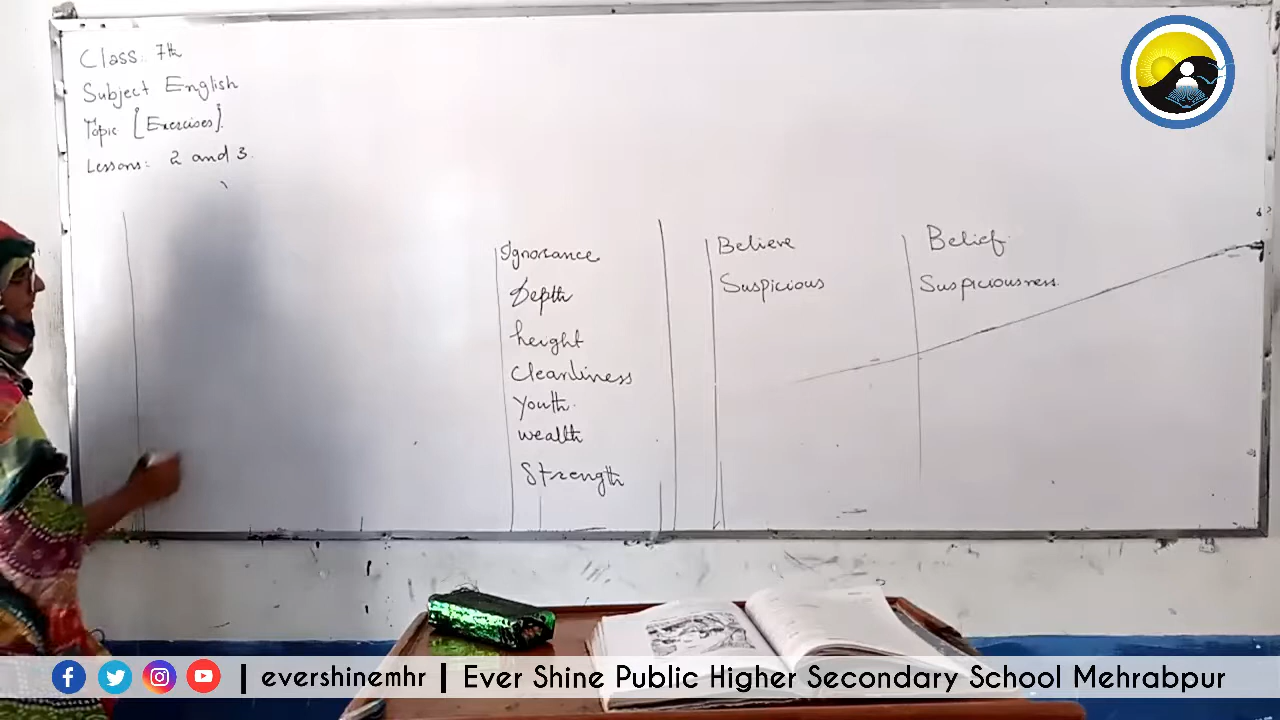 Class: 7th
Subject English
Topic [Exercises].
Lessons: 2 and 3.
Ignorance
Depth
height
cleanliness
Youth.
wealth
Strength
Believe
Suspicious
Belief
Suspiciousness.
| evershinemhr | Ever Shine Public Higher Secondary School Mehrabpur